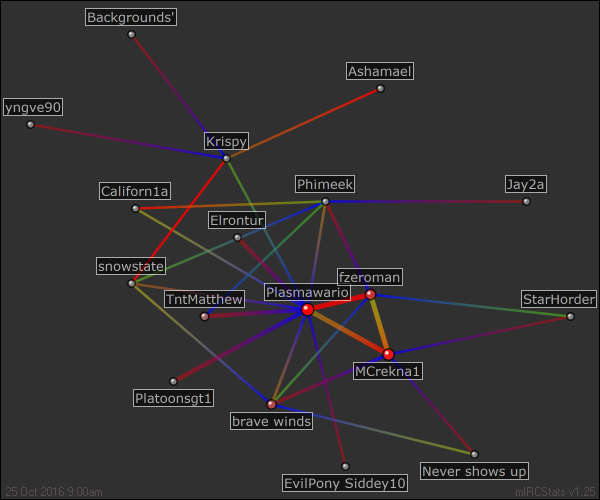 Backgrounds'
Ashamael
yngve90
Krispy
Californ1a
Phimeek
Jay2a
Elrontur
snowstate
fzeroman
Plasmawario
TntMatthew
StarHorder
MCrekna1
Platoonsgt1
brave winds
Never shows up
EvilPony Siddey10
25 Oct 2016 9:00am
mIRCStats v1.25